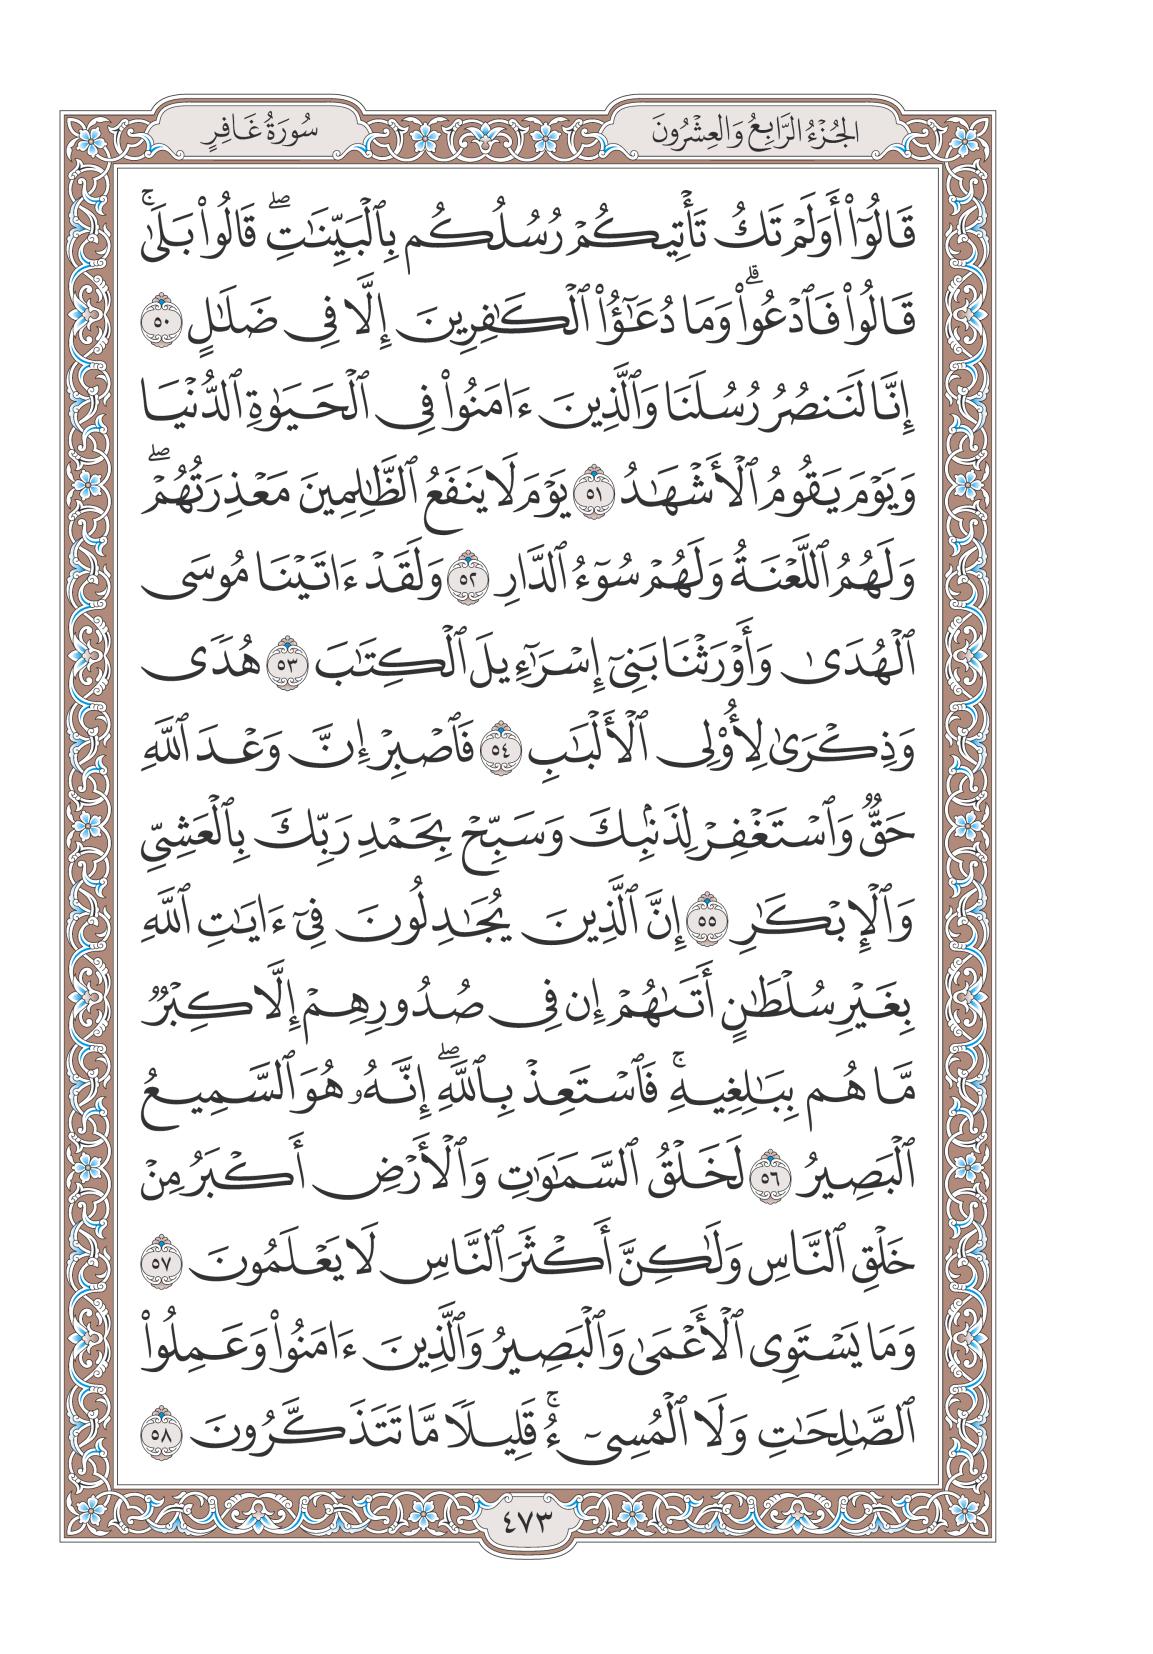 الجُزْءُ الرَّابِعُ وَالعِشْرُونَ
سُورَةُ غَافِرٍ
قَالُوٓاْ أَوَلَمْ تَكُ تَأْتِيكُمْ رُسُلُكُم بِٱلْبَيِّنَٰتِۖ قَالُواْ بَلَىٰۚ
قَالُواْ فَٱدْعُواْۗ وَمَا دُعَٰٓؤُاْ ٱلْكَٰفِرِينَ إِلَّا فِى ضَلَٰلٍ ٥٠
إِنَّا لَنَنصُرُ رُسُلَنَا وَٱلَّذِينَ ءَامَنُواْ فِى ٱلْحَيَوٰةِ ٱلدُّنْيَا
وَيَوْمَ يَقُومُ ٱلْأَشْهَٰدُ ٥١ يَوْمَ لَا يَنفَعُ ٱلظَّٰلِمِينَ مَعْذِرَتُهُمْۖ
وَلَهُمُ ٱللَّعْنَةُ وَلَهُمْ سُوٓءُ ٱلدَّارِ ٥٢ وَلَقَدْ ءَاتَيْنَا مُوسَى
ٱلْهُدَىٰ وَأَوْرَثْنَا بَنِىٓ إِسْرَٰٓءِيلَ ٱلْكِتَٰبَ ٥٣ هُدًى
وَذِكْرَىٰ لِأُوْلِى ٱلْأَلْبَٰبِ ٥٤ فَٱصْبِرْ إِنَّ وَعْدَ ٱللَّهِ
حَقٌّ وَٱسْتَغْفِرْ لِذَنۢبِكَ وَسَبِّحْ بِحَمْدِ رَبِّكَ بِٱلْعَشِىِّ
وَٱلْإِبْكَٰرِ ٥٥ إِنَّ ٱلَّذِينَ يُجَٰدِلُونَ فِىٓ ءَايَٰتِ ٱللَّهِ
بِغَيْرِ سُلْطَٰنٍ أَتَىٰهُمْ إِن فِى صُدُورِهِمْ إِلَّا كِبْرٌ
مَّا هُم بِبَٰلِغِيهِۚ فَٱسْتَعِذْ بِٱللَّهِۖ إِنَّهُۥ هُوَ ٱلسَّمِيعُ
ٱلْبَصِيرُ ٥٦ لَخَلْقُ ٱلسَّمَٰوَٰتِ وَٱلْأَرْضِ أَكْبَرُ مِنْ
خَلْقِ ٱلنَّاسِ وَلَٰكِنَّ أَكْثَرَ ٱلنَّاسِ لَا يَعْلَمُونَ ٥٧
وَمَا يَسْتَوِى ٱلْأَعْمَىٰ وَٱلْبَصِيرُ وَٱلَّذِينَ ءَامَنُواْ وَعَمِلُواْ
ٱلصَّٰلِحَٰتِ وَلَا ٱلْمُسِىٓءُۚ قَلِيلًا مَّا تَتَذَكَّرُونَ ٥٨
٤٧٣